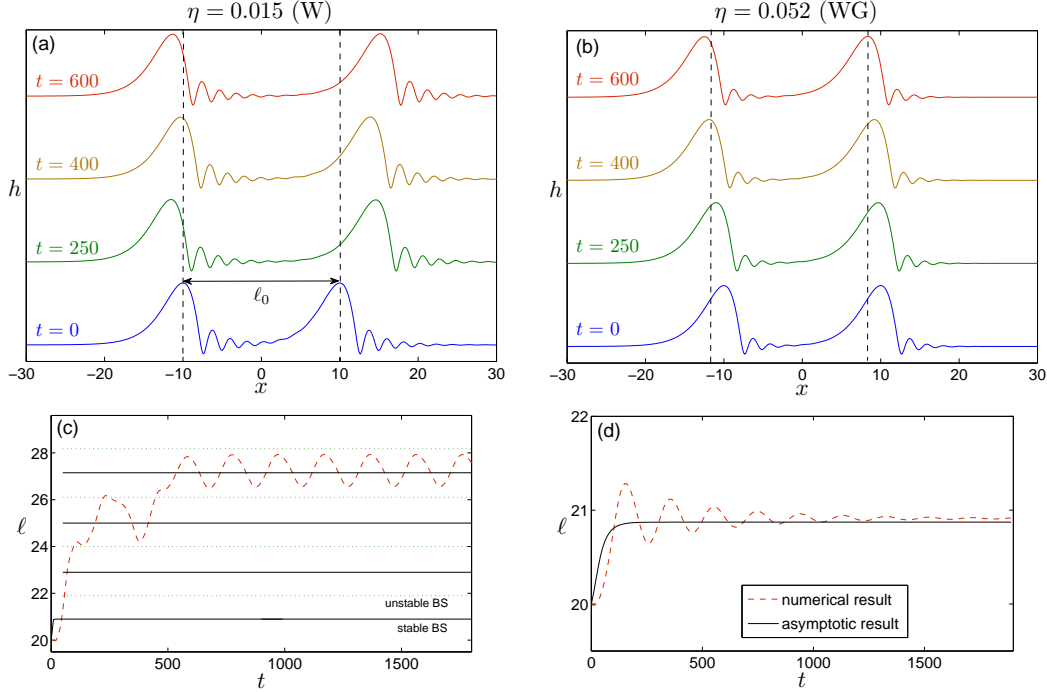 η = 0.015 (W)
η = 0.052 (WG)
(a)
t = 600
t = 400
h
t = 250
ℓ0
t = 0
−30 −20 −10 0 10 20 30
x
(b)
t = 600
t = 400
h
t = 250
t = 0
−30 −20 −10 0 10 20 30
x
(c)
28
26
ℓ
24
22
20
unstable BS
stable BS
0 500 1000 1500
t
(d)
22
21
ℓ
20
numerical result
asymptotic result
0 500 1000 1500
t